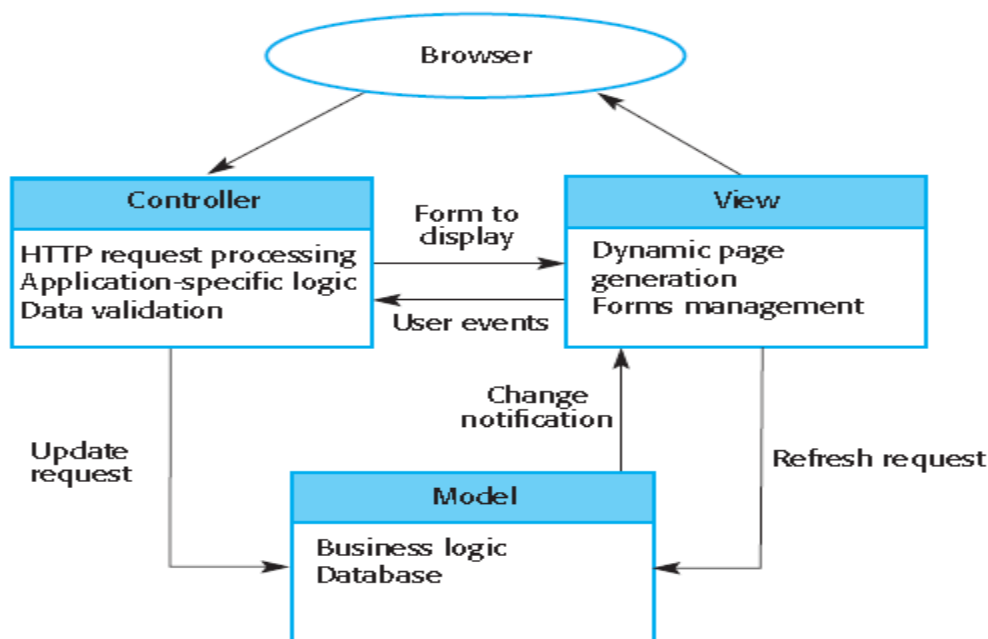 Browser
Controller
HTTP request processing
Application-specific logic
Data validation
Form to
display
User events
View
Dynamic page
generation
Forms management
Update
request
Change
notification
Refresh request
Model
Business logic
Database